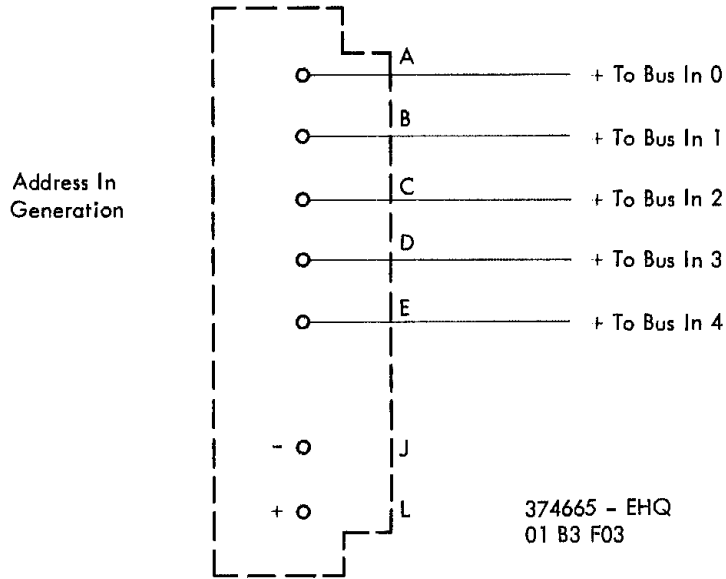 A
+ To Bus In 0
B
+ To Bus In 1
Address In
Generation
C
+ To Bus In 2
D
+ To Bus In 3
E
+ To Bus In 4
- J
+ L
374665 - EHQ
01 B3 F03